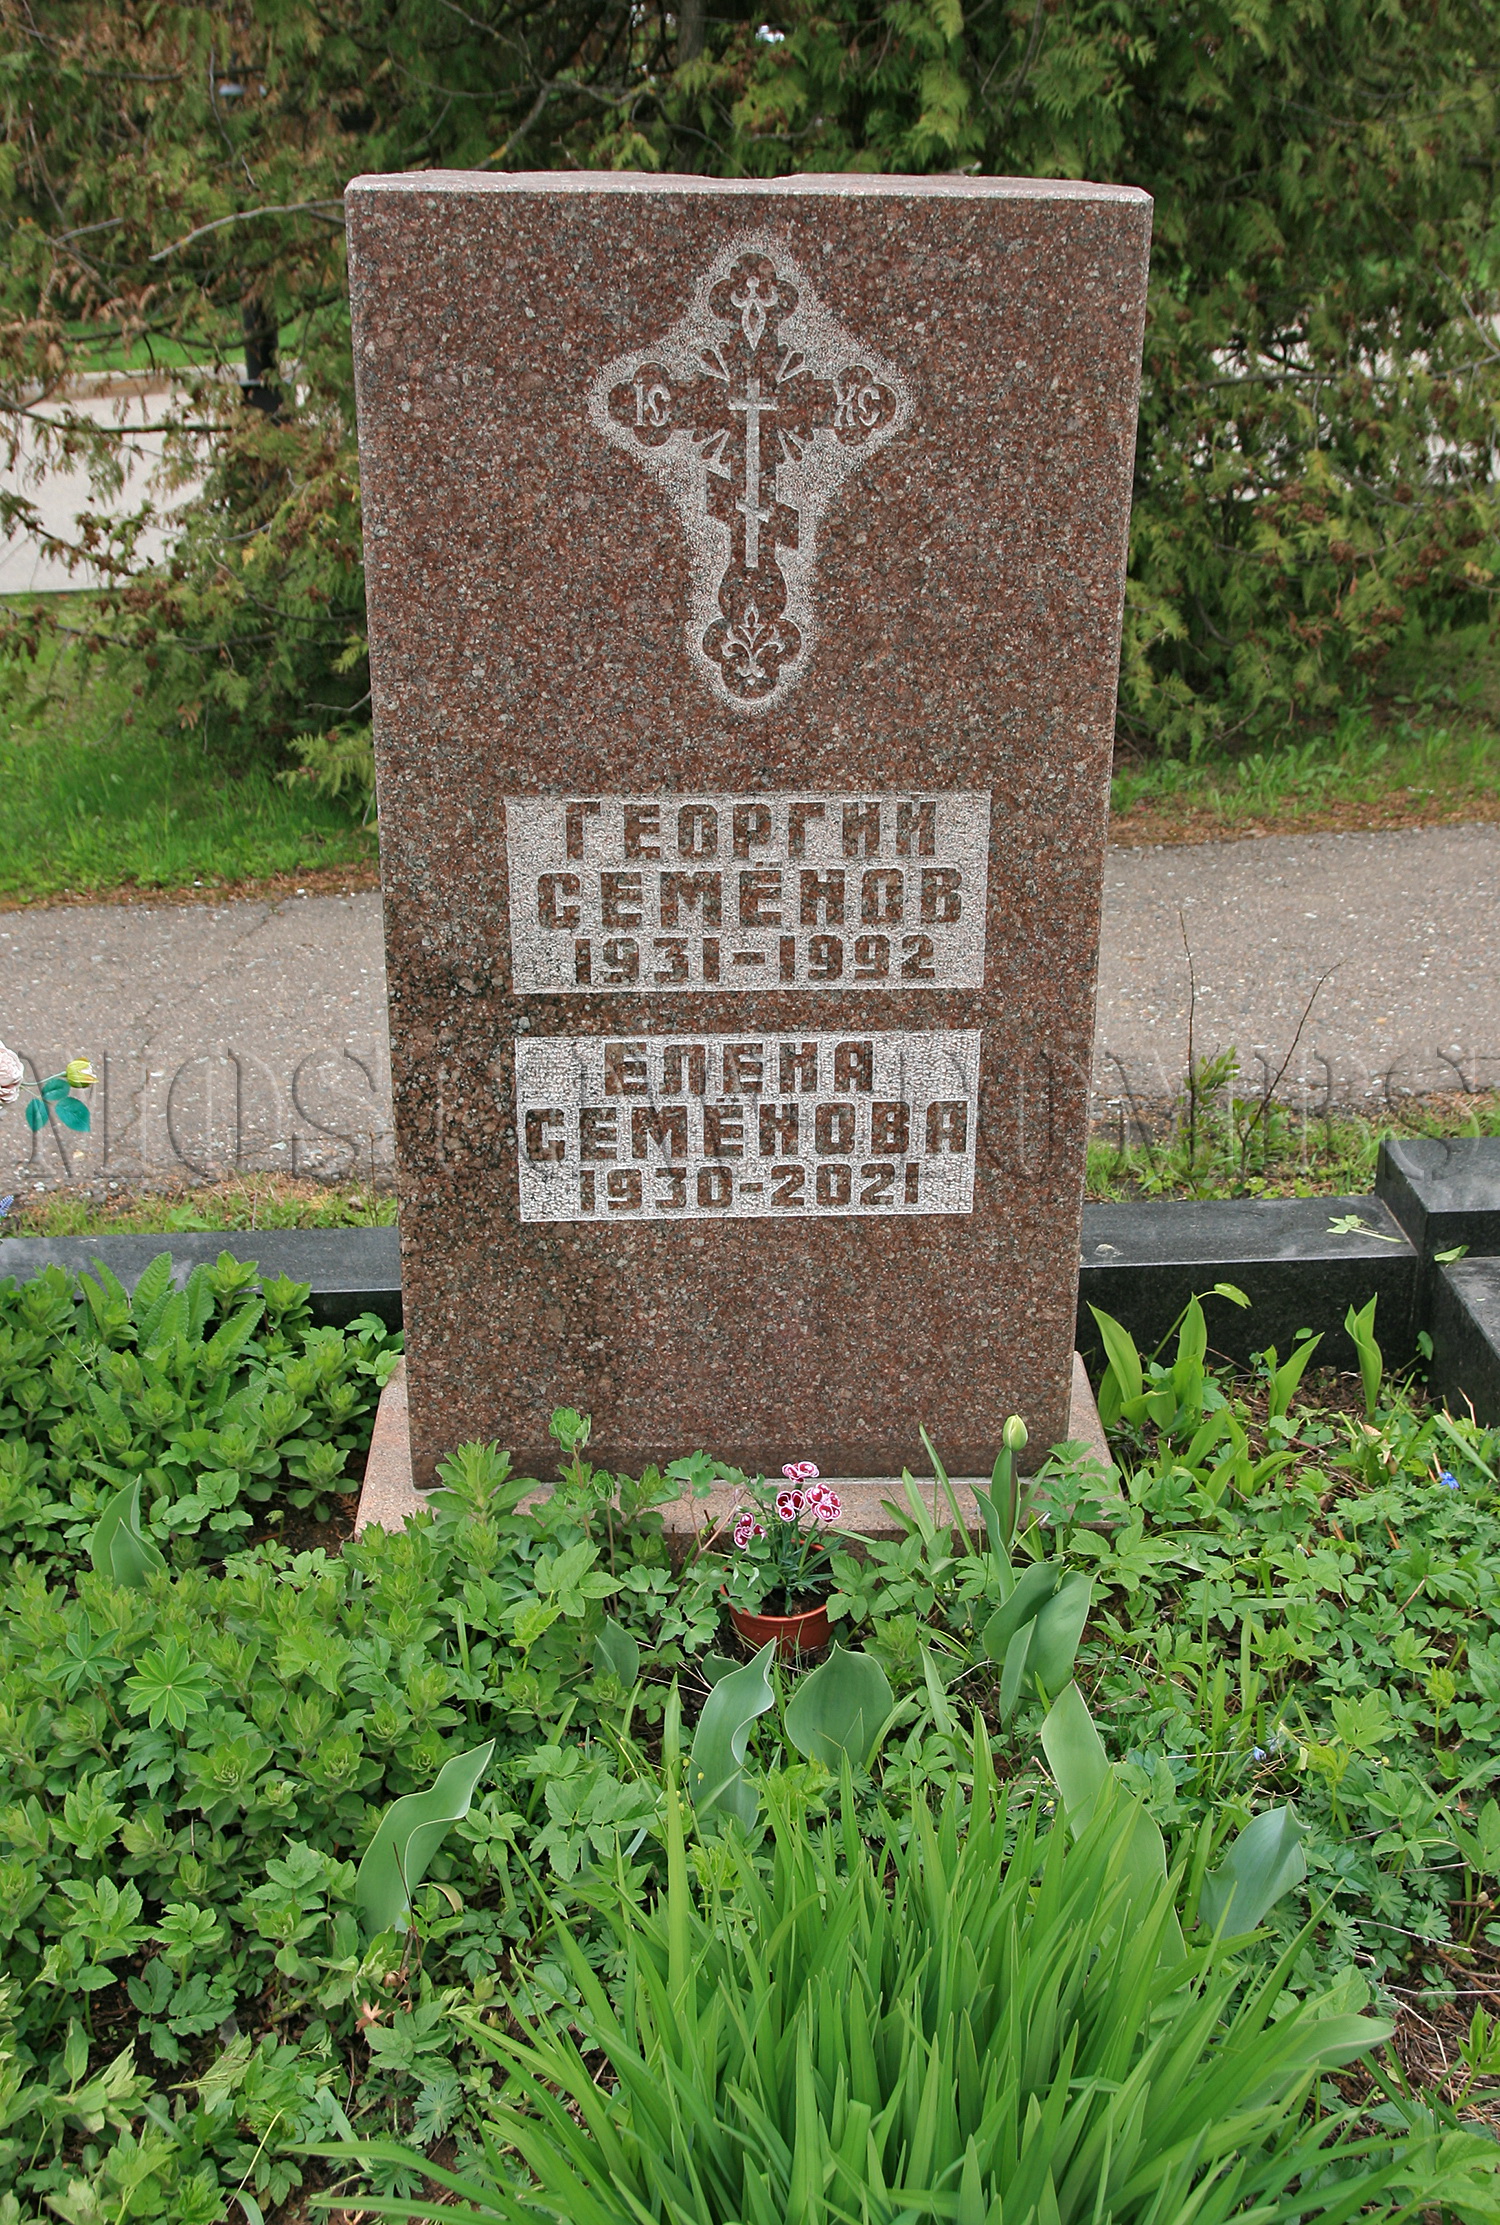 IC XC
ГЕОРГИЙ
СЕМЁНОВ
1931-1992
ЕЛЕНА
СЕМЁНОВА
1930-2021